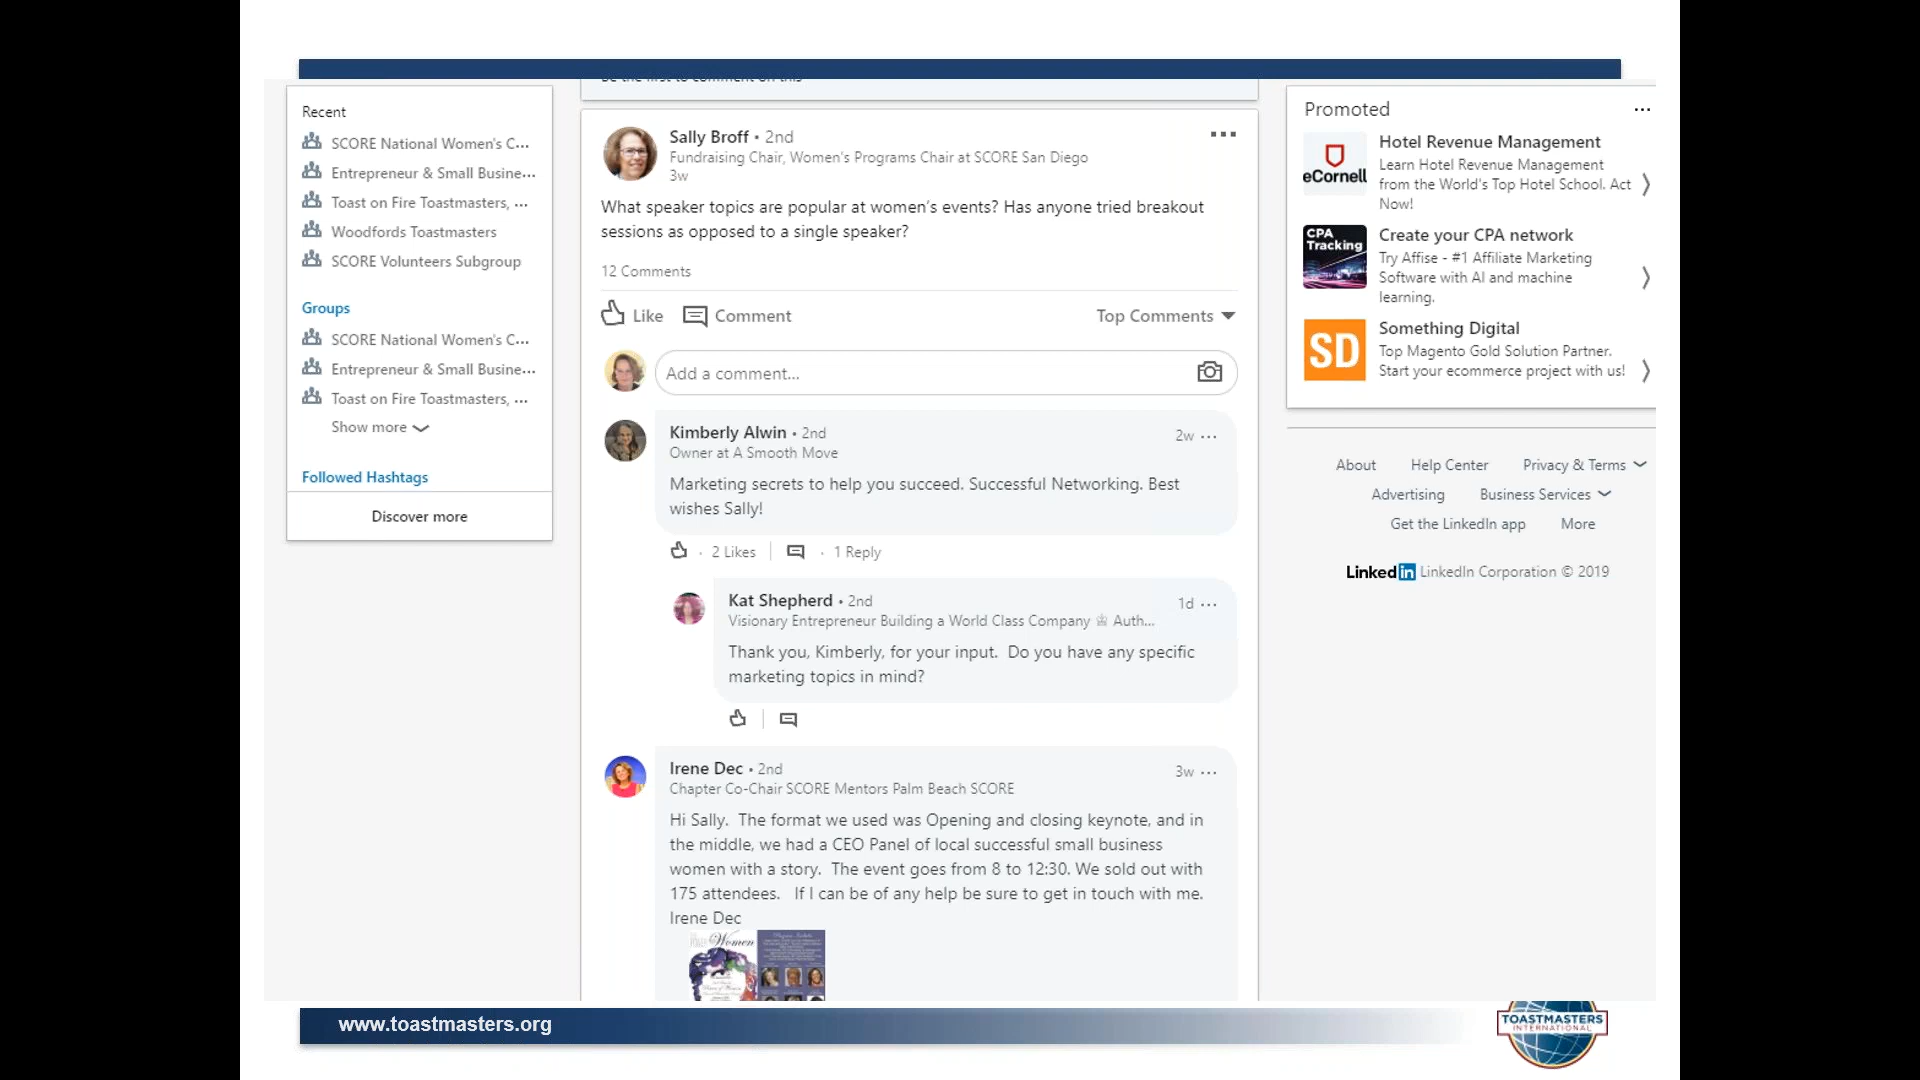 Recent
SCORE National Women's C...
Entrepreneur & Small Busine...
Toast on Fire Toastmasters, ...
Woodfords Toastmasters
SCORE Volunteers Subgroup
Groups
SCORE National Women's C...
Entrepreneur & Small Busine...
Toast on Fire Toastmasters, ...
Show more
Followed Hashtags
Discover more
Sally Broff • 2nd
Fundraising Chair, Women's Programs Chair at SCORE San Diego
3w
What speaker topics are popular at women's events? Has anyone tried breakout
sessions as opposed to a single speaker?
12 Comments
Like Comment Top Comments
Add a comment...
Kimberly Alwin • 2nd 2w ...
Owner at A Smooth Move
Marketing secrets to help you succeed. Successful Networking. Best
wishes Sally!
· 2 Likes · 1 Reply
Kat Shepherd • 2nd 1d ...
Visionary Entrepreneur Building a World Class Company ♔ Auth...
Thank you, Kimberly, for your input.  Do you have any specific
marketing topics in mind?
Irene Dec • 2nd 3w ...
Chapter Co-Chair SCORE Mentors Palm Beach SCORE
Hi Sally.  The format we used was Opening and closing keynote, and in
the middle, we had a CEO Panel of local successful small business
women with a story.  The event goes from 8 to 12:30. We sold out with
175 attendees.   If I can be of any help be sure to get in touch with me.
Irene Dec
Women
Promoted ...
eCornell
Hotel Revenue Management
Learn Hotel Revenue Management
from the World's Top Hotel School. Act
Now!
CPA
Tracking
Create your CPA network
Try Affise - #1 Affiliate Marketing
Software with AI and machine
learning.
SD
Something Digital
Top Magento Gold Solution Partner.
Start your ecommerce project with us!
About Help Center Privacy & Terms
Advertising Business Services
Get the LinkedIn app More
Linked in LinkedIn Corporation © 2019
www.toastmasters.org
TOASTMASTERS
INTERNATIONAL